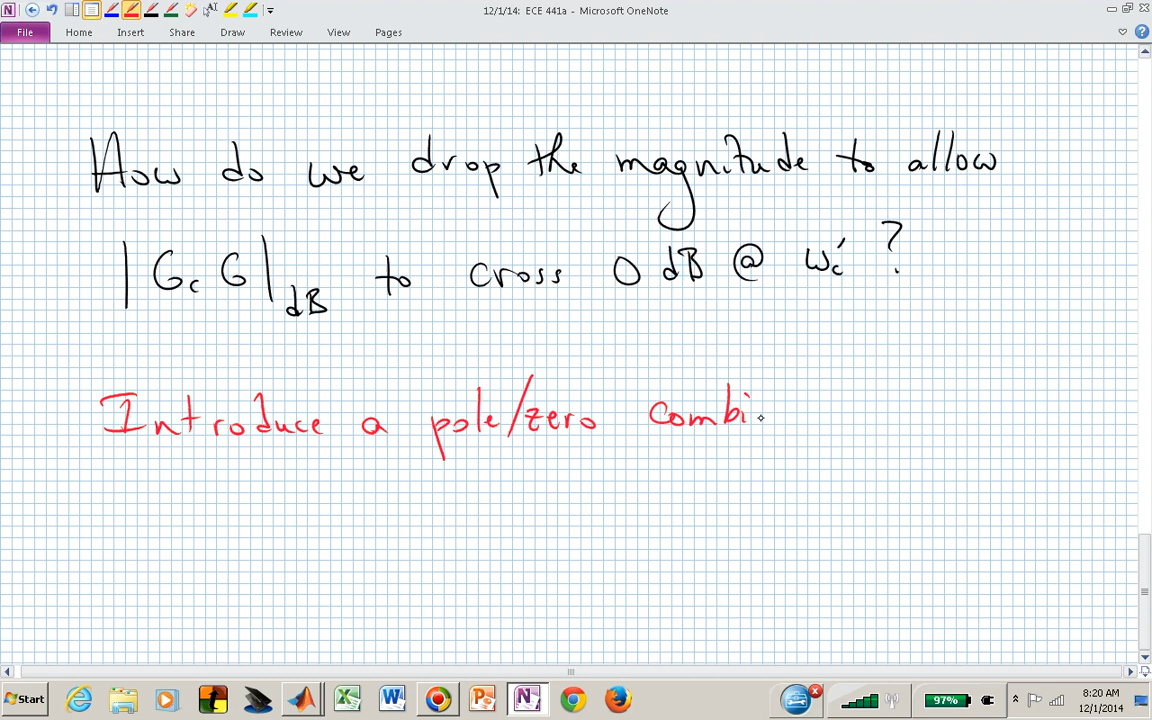 12/1/14: ECE 441a - Microsoft OneNote
File Home Insert Share Draw Review View Pages
How do we drop the magnitude to allow
|Gc G|dB to cross 0 dB @ ωc' ?
Introduce a pole/zero combi
Start 97% 8:20 AM
12/1/2014